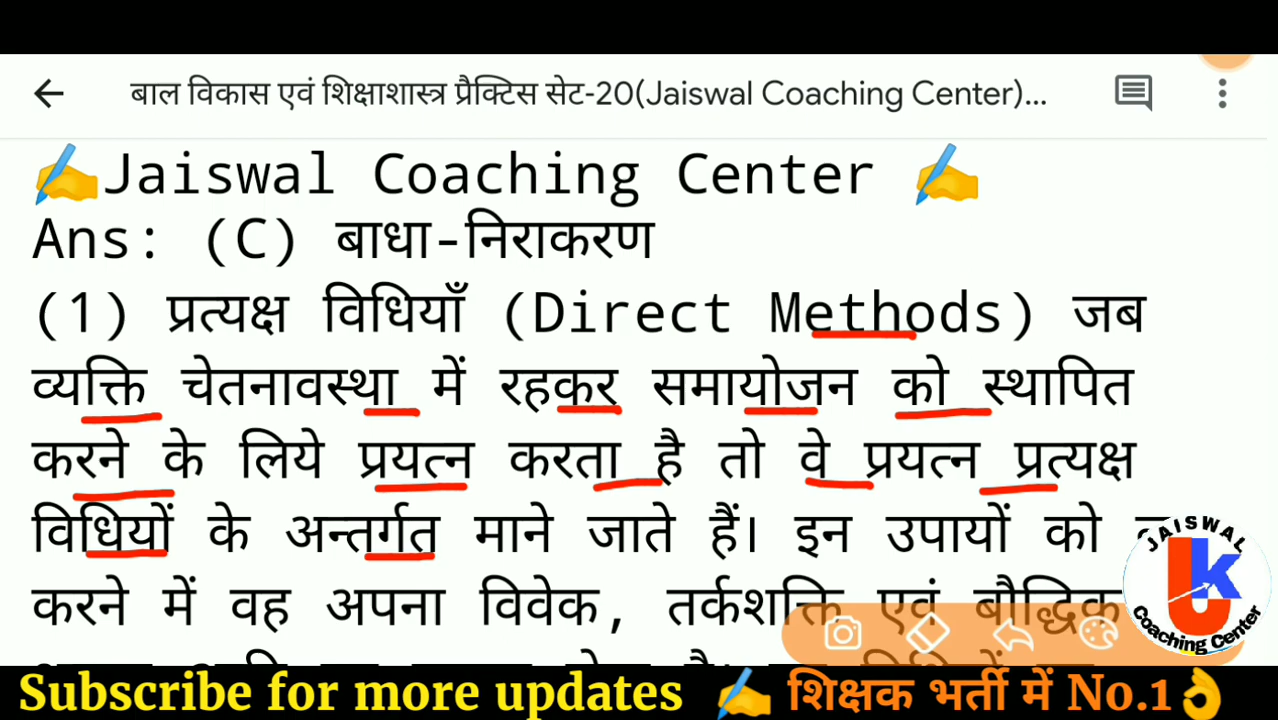 बाल विकास एवं शिक्षाशास्त्र प्रैक्टिस सेट-20(Jaiswal Coaching Center)...
✍Jaiswal Coaching Center ✍
Ans: (C) बाधा-निराकरण
(1) प्रत्यक्ष विधियाँ (Direct Methods) जब
व्यक्ति चेतनावस्था में रहकर समायोजन को स्थापित
करने के लिये प्रयत्न करता है तो वे प्रयत्न प्रत्यक्ष
विधियों के अन्तर्गत माने जाते हैं। इन उपायों को
करने में वह अपना विवेक, तर्कशक्ति एवं बौद्धिक
JAISWAL
UK
Coaching Center
Subscribe for more updates ✍ शिक्षक भर्ती में No.1👌